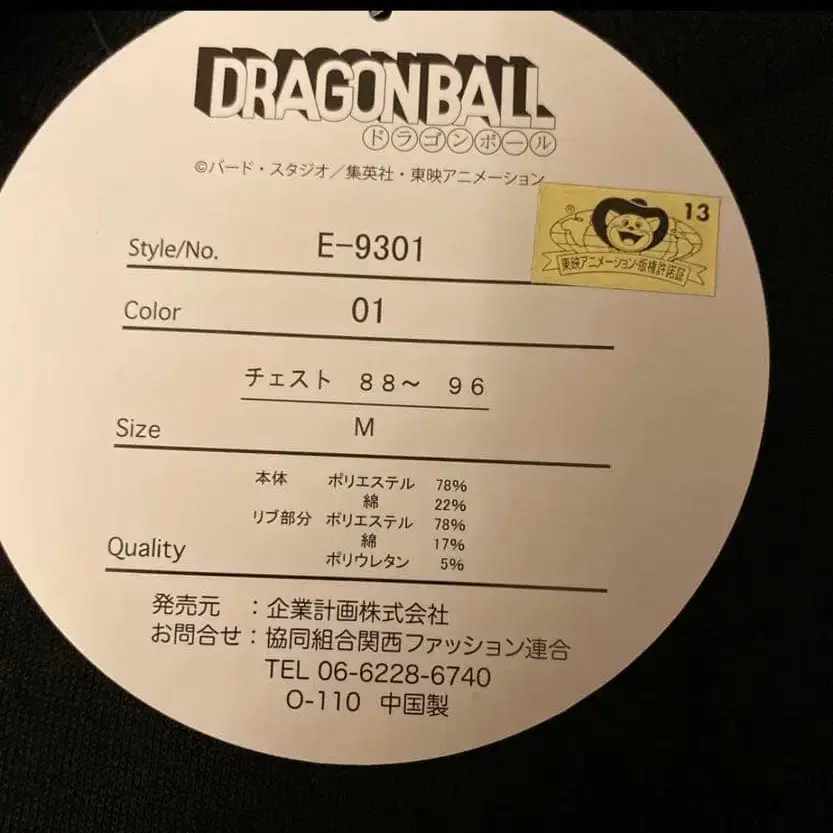 DRAGONBALL
ドラゴンボール
©バード・スタジオ／集英社・東映アニメーション
13
東映アニメーション・版権許諾証
Style/No. E-9301
Color 01
チェスト 88～ 96
Size M
本体 ポリエステル 78%
綿 22%
リブ部分 ポリエステル 78%
綿 17%
ポリウレタン 5%
Quality
発売元 ：企業計画株式会社
お問合せ：協同組合関西ファッション連合
TEL 06-6228-6740
O-110 中国製